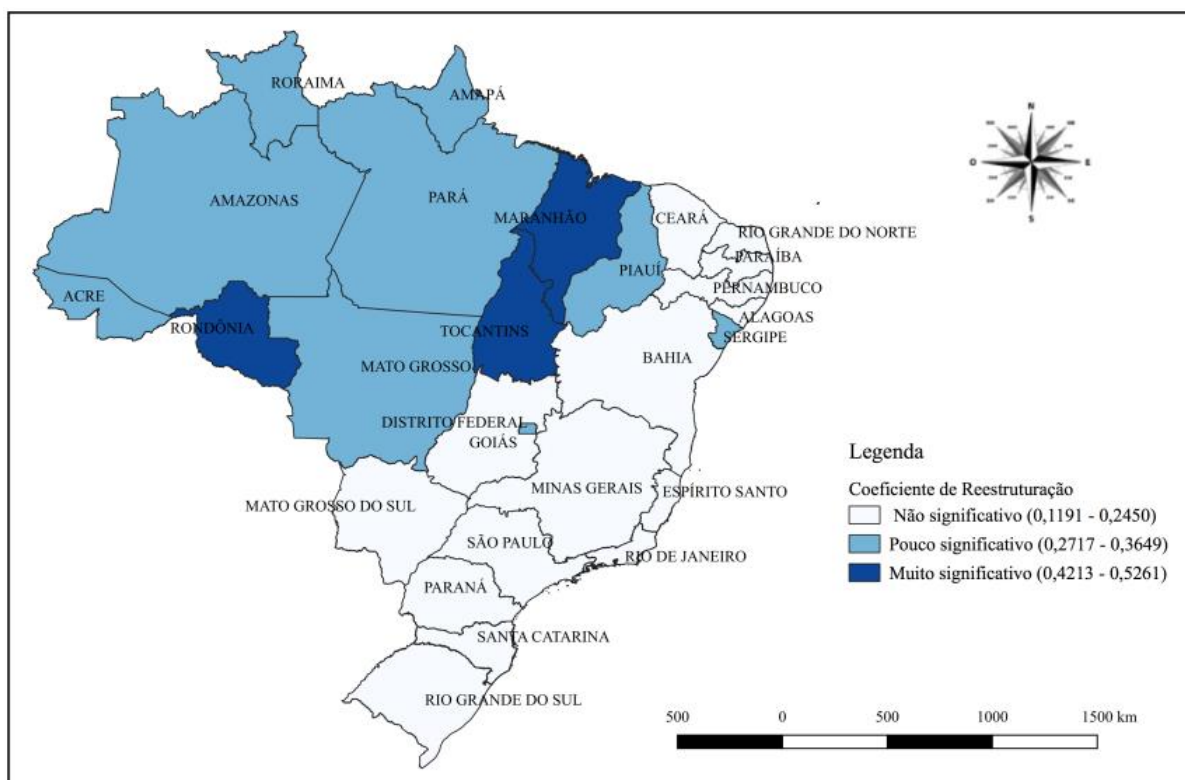 RORAIMA
AMAPÁ
N
O
E
S
AMAZONAS
PARÁ
MARANHÃO
CEARÁ
RIO GRANDE DO NORTE
PARAÍBA
PIAUÍ
PERNAMBUCO
ACRE
ALAGOAS
RONDÔNIA
TOCANTINS
SERGIPE
BAHIA
MATO GROSSO
DISTRITO FEDERAL
GOIÁS
MINAS GERAIS
ESPÍRITO SANTO
MATO GROSSO DO SUL
SÃO PAULO
RIO DE JANEIRO
PARANÁ
SANTA CATARINA
RIO GRANDE DO SUL
Legenda
Coeficiente de Reestruturação
Não significativo (0,1191 - 0,2450)
Pouco significativo (0,2717 - 0,3649)
Muito significativo (0,4213 - 0,5261)
500 0 500 1000 1500 km